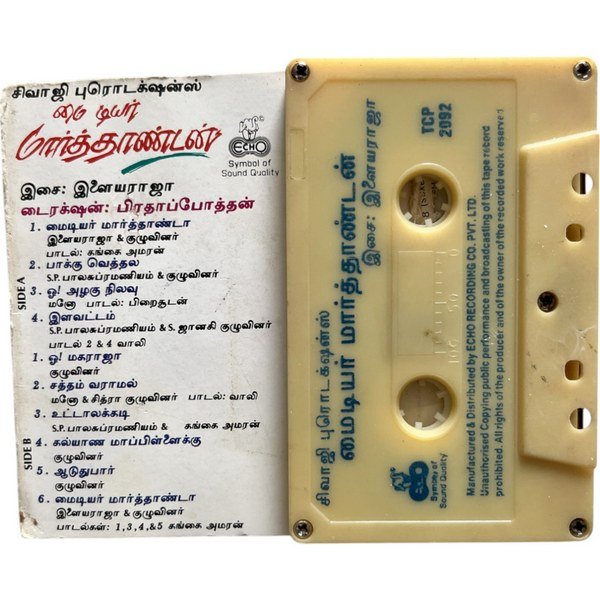 சிவாஜி புரொடக்ஷன்ஸ்
மை டியர்
மார்த்தாண்டன்
ECHO
Symbol of
Sound Quality
இசை: இளையராஜா
டைரக்ஷன்: பிரதாப்போத்தன்
SIDE A
1. மைடியர் மார்த்தாண்டா
இளையராஜா & குழுவினர்
பாடல்: கங்கை அமரன்
2. பாக்கு வெத்தல
S.P. பாலசுப்ரமணியம் & குழுவினர்
3. ஓ! அழகு நிலவு
மனோ பாடல்: பிறைசூடன்
4. இளவட்டம்
S.P. பாலசுப்ரமணியம் & S. ஜானகி குழுவினர்
பாடல் 2 & 4 வாலி
SIDE B
1. ஓ! மகராஜா
குழுவினர்
2. சத்தம் வராமல்
மனோ & சித்ரா குழுவினர் பாடல்: வாலி
3. உட்டாலக்கடி
S.P. பாலசுப்ரமணியம் & கங்கை அமரன்
4. கல்யாண மாப்பிள்ளைக்கு
குழுவினர்
5. ஆடுதுபார்
குழுவினர்
6. மைடியர் மார்த்தாண்டா
இளையராஜா & குழுவினர்
பாடல்கள்: 1,3,4,&5 கங்கை அமரன்
சிவாஜி புரொடக்ஷன்ஸ்
மைடியர் மார்த்தாண்டன்
இசை: இளையராஜா
TCP
2092
ECHO
Symbol of
Sound Quality
100 50 0
Manufactured & Distributed by ECHO RECORDING CO. PVT. LTD.
Unauthorised Copying public performance and broadcasting of this tape record
prohibited. All rights of the producer and of the owner of the recorded work reserved